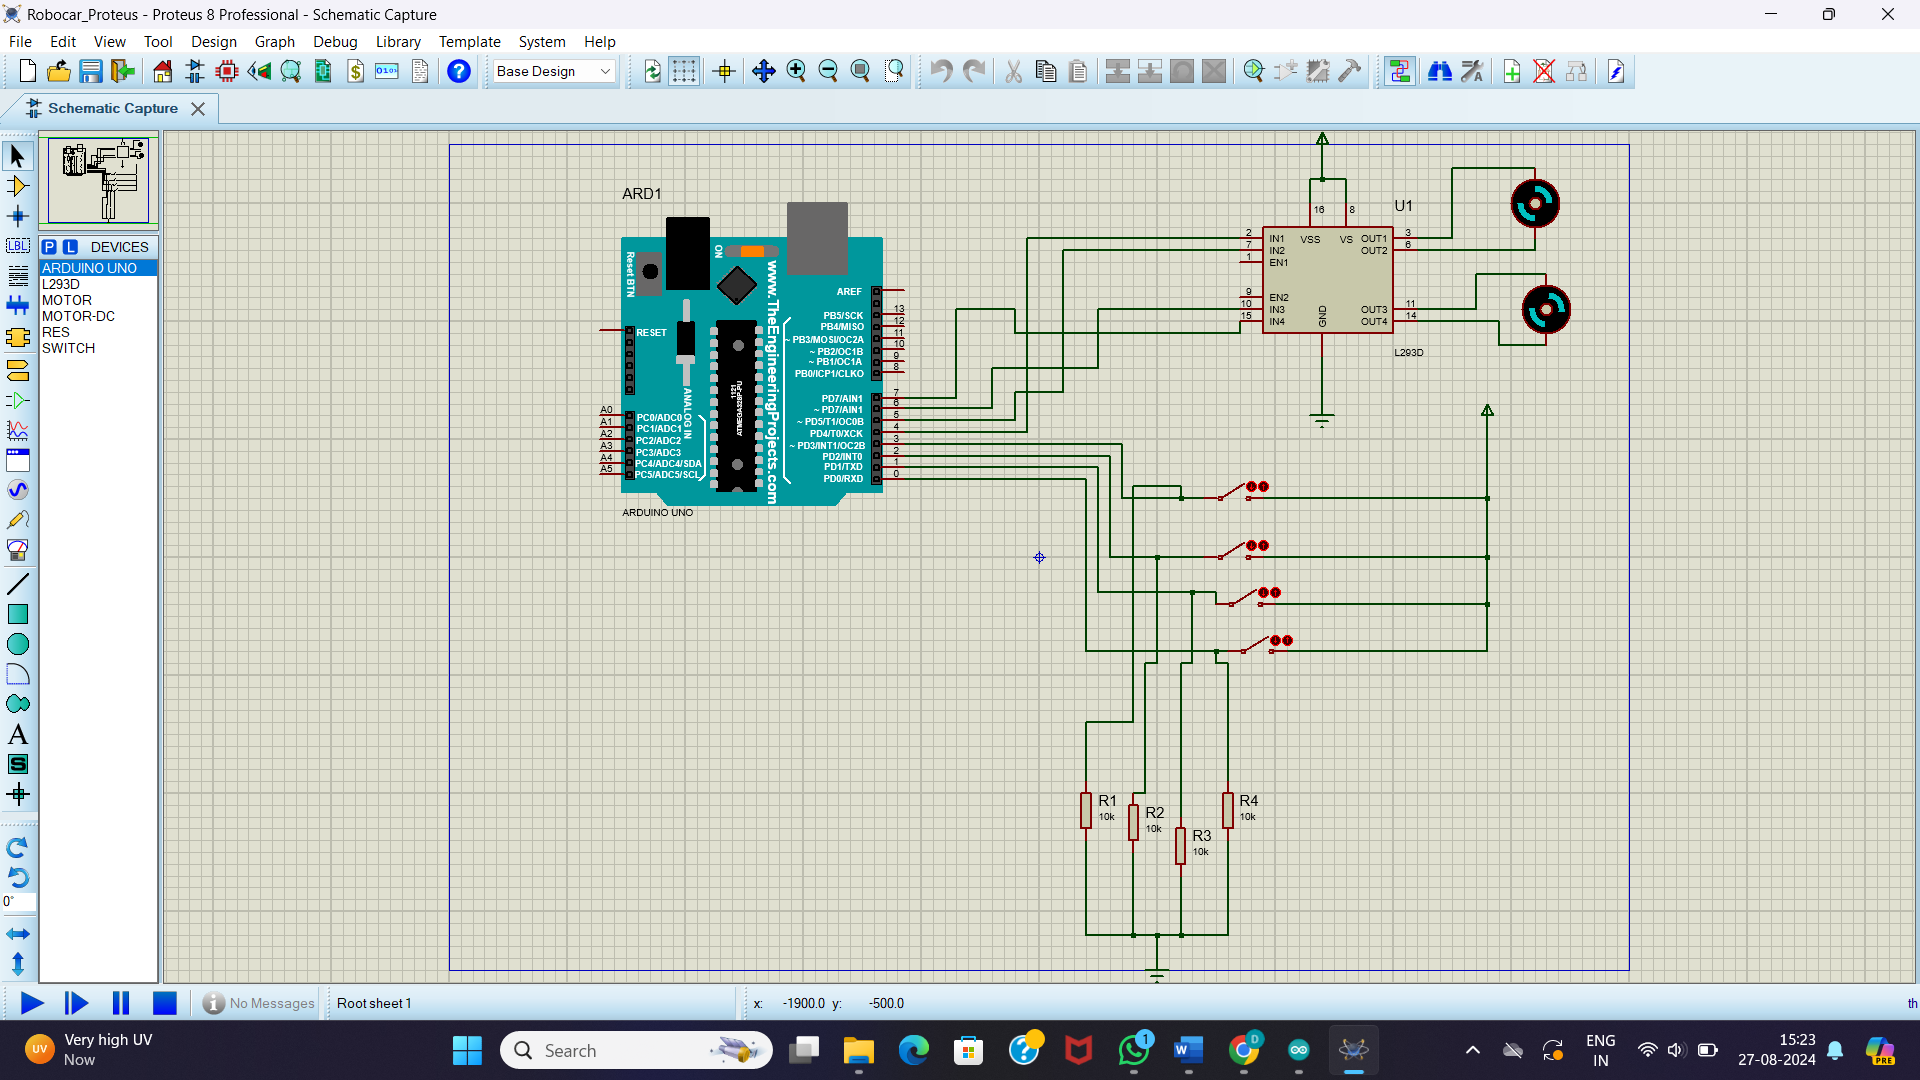 Robocar_Proteus - Proteus 8 Professional - Schematic Capture
File Edit View Tool Design Graph Debug Library Template System Help
Base Design
Schematic Capture
LBL
P L DEVICES
ARDUINO UNO
L293D
MOTOR
MOTOR-DC
RES
SWITCH
A
S
0°
ARD1
Reset BTN
ON
www.TheEngineeringProjects.com
ANALOG IN
1121
ATMEGA328P-PU
RESET
A0 PC0/ADC0
A1 PC1/ADC1
A2 PC2/ADC2
A3 PC3/ADC3
A4 PC4/ADC4/SDA
A5 PC5/ADC5/SCL
AREF
PB5/SCK 13
PB4/MISO 12
~ PB3/MOSI/OC2A 11
~ PB2/OC1B 10
~ PB1/OC1A 9
PB0/ICP1/CLKO 8
PD7/AIN1 7
~ PD7/AIN1 6
~ PD5/T1/OC0B 5
PD4/T0/XCK 4
~ PD3/INT1/OC2B 3
PD2/INT0 2
PD1/TXD 1
PD0/RXD 0
ARDUINO UNO
U1
16 8
2 IN1 VSS VS OUT1 3
7 IN2 OUT2 6
1 EN1
9 EN2
10 IN3 GND OUT3 11
15 IN4 OUT4 14
L293D
R1
10k
R2
10k
R3
10k
R4
10k
No Messages Root sheet 1 x: -1900.0 y: -500.0 th
UV Very high UV
Now
Search
1
D
ENG
IN
15:23
27-08-2024
PRE